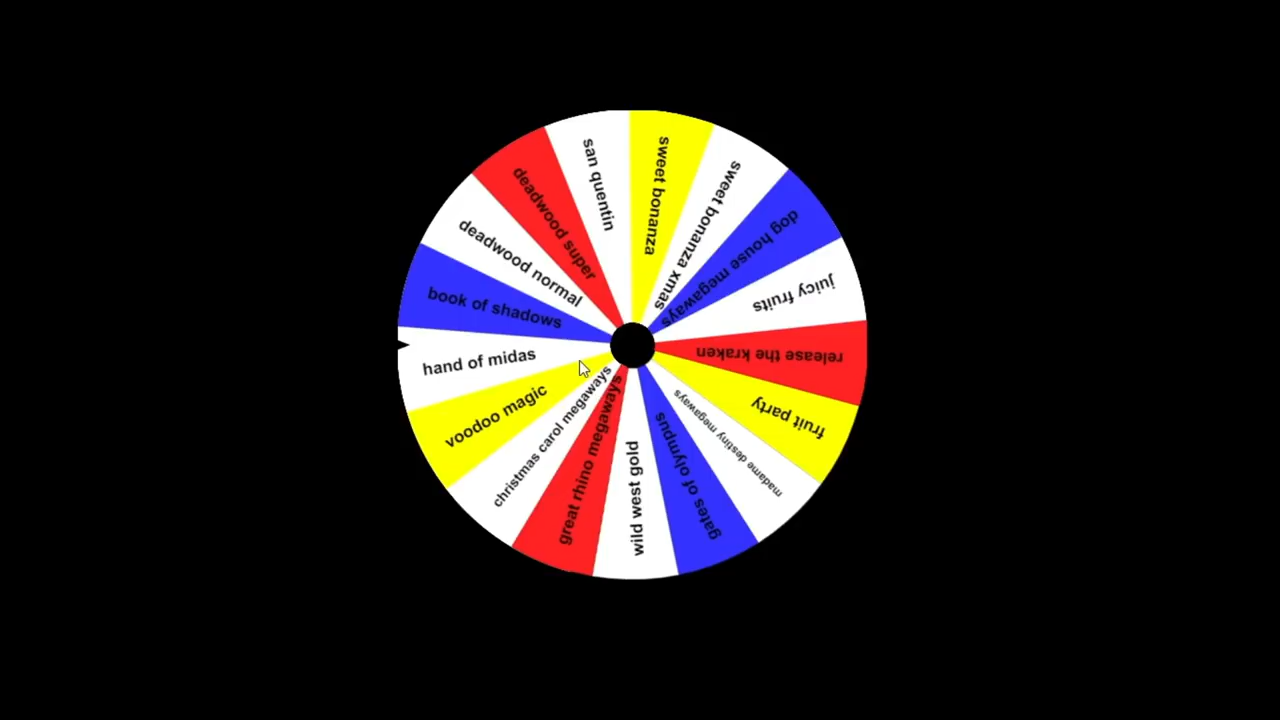 sweet bonanza
sweet bonanza xmas
dog house megaways
juicy fruits
release the kraken
fruit party
madame destiny megaways
gates of olympus
wild west gold
great rhino megaways
christmas carol megaways
voodoo magic
hand of midas
book of shadows
deadwood normal
deadwood super
san quentin